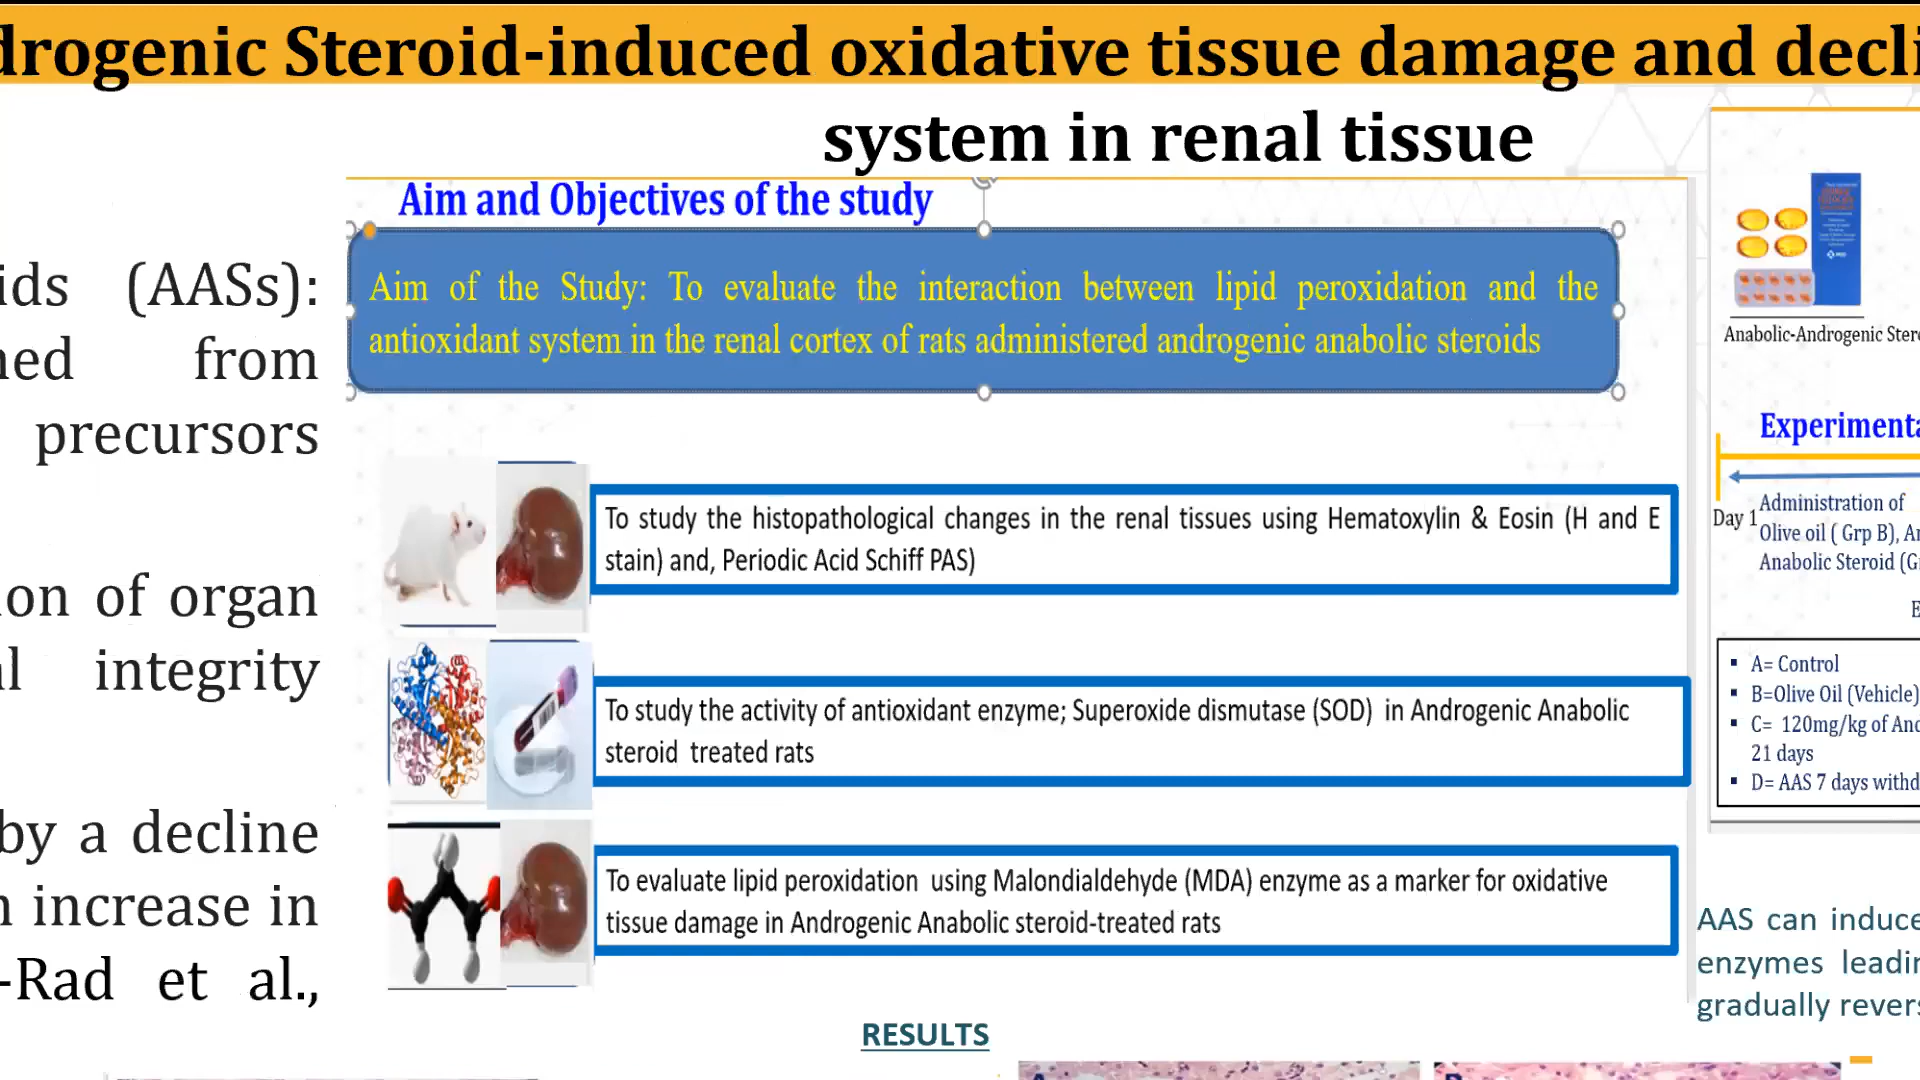 drogenic Steroid-induced oxidative tissue damage and decli
system in renal tissue
ids (AASs):
ned from
precursors
ion of organ
al integrity
by a decline
n increase in
-Rad et al.,
Aim and Objectives of the study
Aim of the Study: To evaluate the interaction between lipid peroxidation and the
antioxidant system in the renal cortex of rats administered androgenic anabolic steroids
To study the histopathological changes in the renal tissues using Hematoxylin & Eosin (H and E
stain) and, Periodic Acid Schiff PAS)
To study the activity of antioxidant enzyme; Superoxide dismutase (SOD) in Androgenic Anabolic
steroid treated rats
To evaluate lipid peroxidation using Malondialdehyde (MDA) enzyme as a marker for oxidative
tissue damage in Androgenic Anabolic steroid-treated rats
RESULTS
Anabolic-Androgenic Stero
Experimenta
Day 1
Administration of
Olive oil ( Grp B), An
Anabolic Steroid (Gr
E
▪ A= Control
▪ B=Olive Oil (Vehicle)
▪ C= 120mg/kg of And
21 days
▪ D= AAS 7 days withd
AAS can induce
enzymes leadin
gradually revers